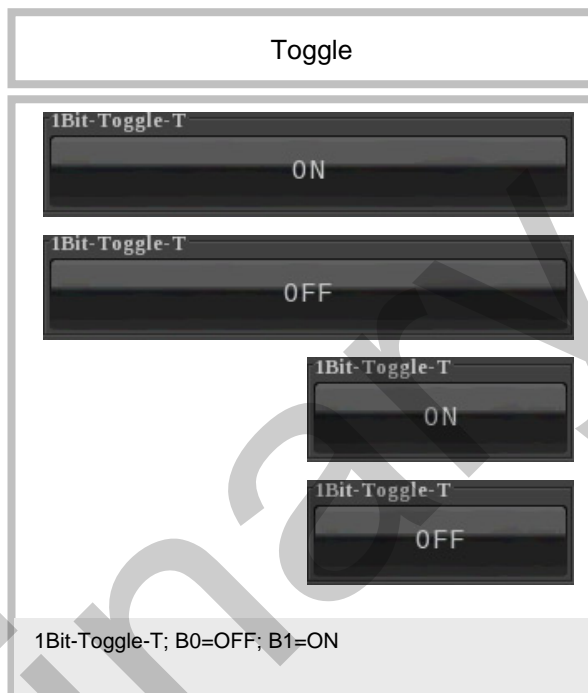 Toggle
1Bit-Toggle-T
ON
1Bit-Toggle-T
OFF
1Bit-Toggle-T
ON
1Bit-Toggle-T
OFF
1Bit-Toggle-T; B0=OFF; B1=ON